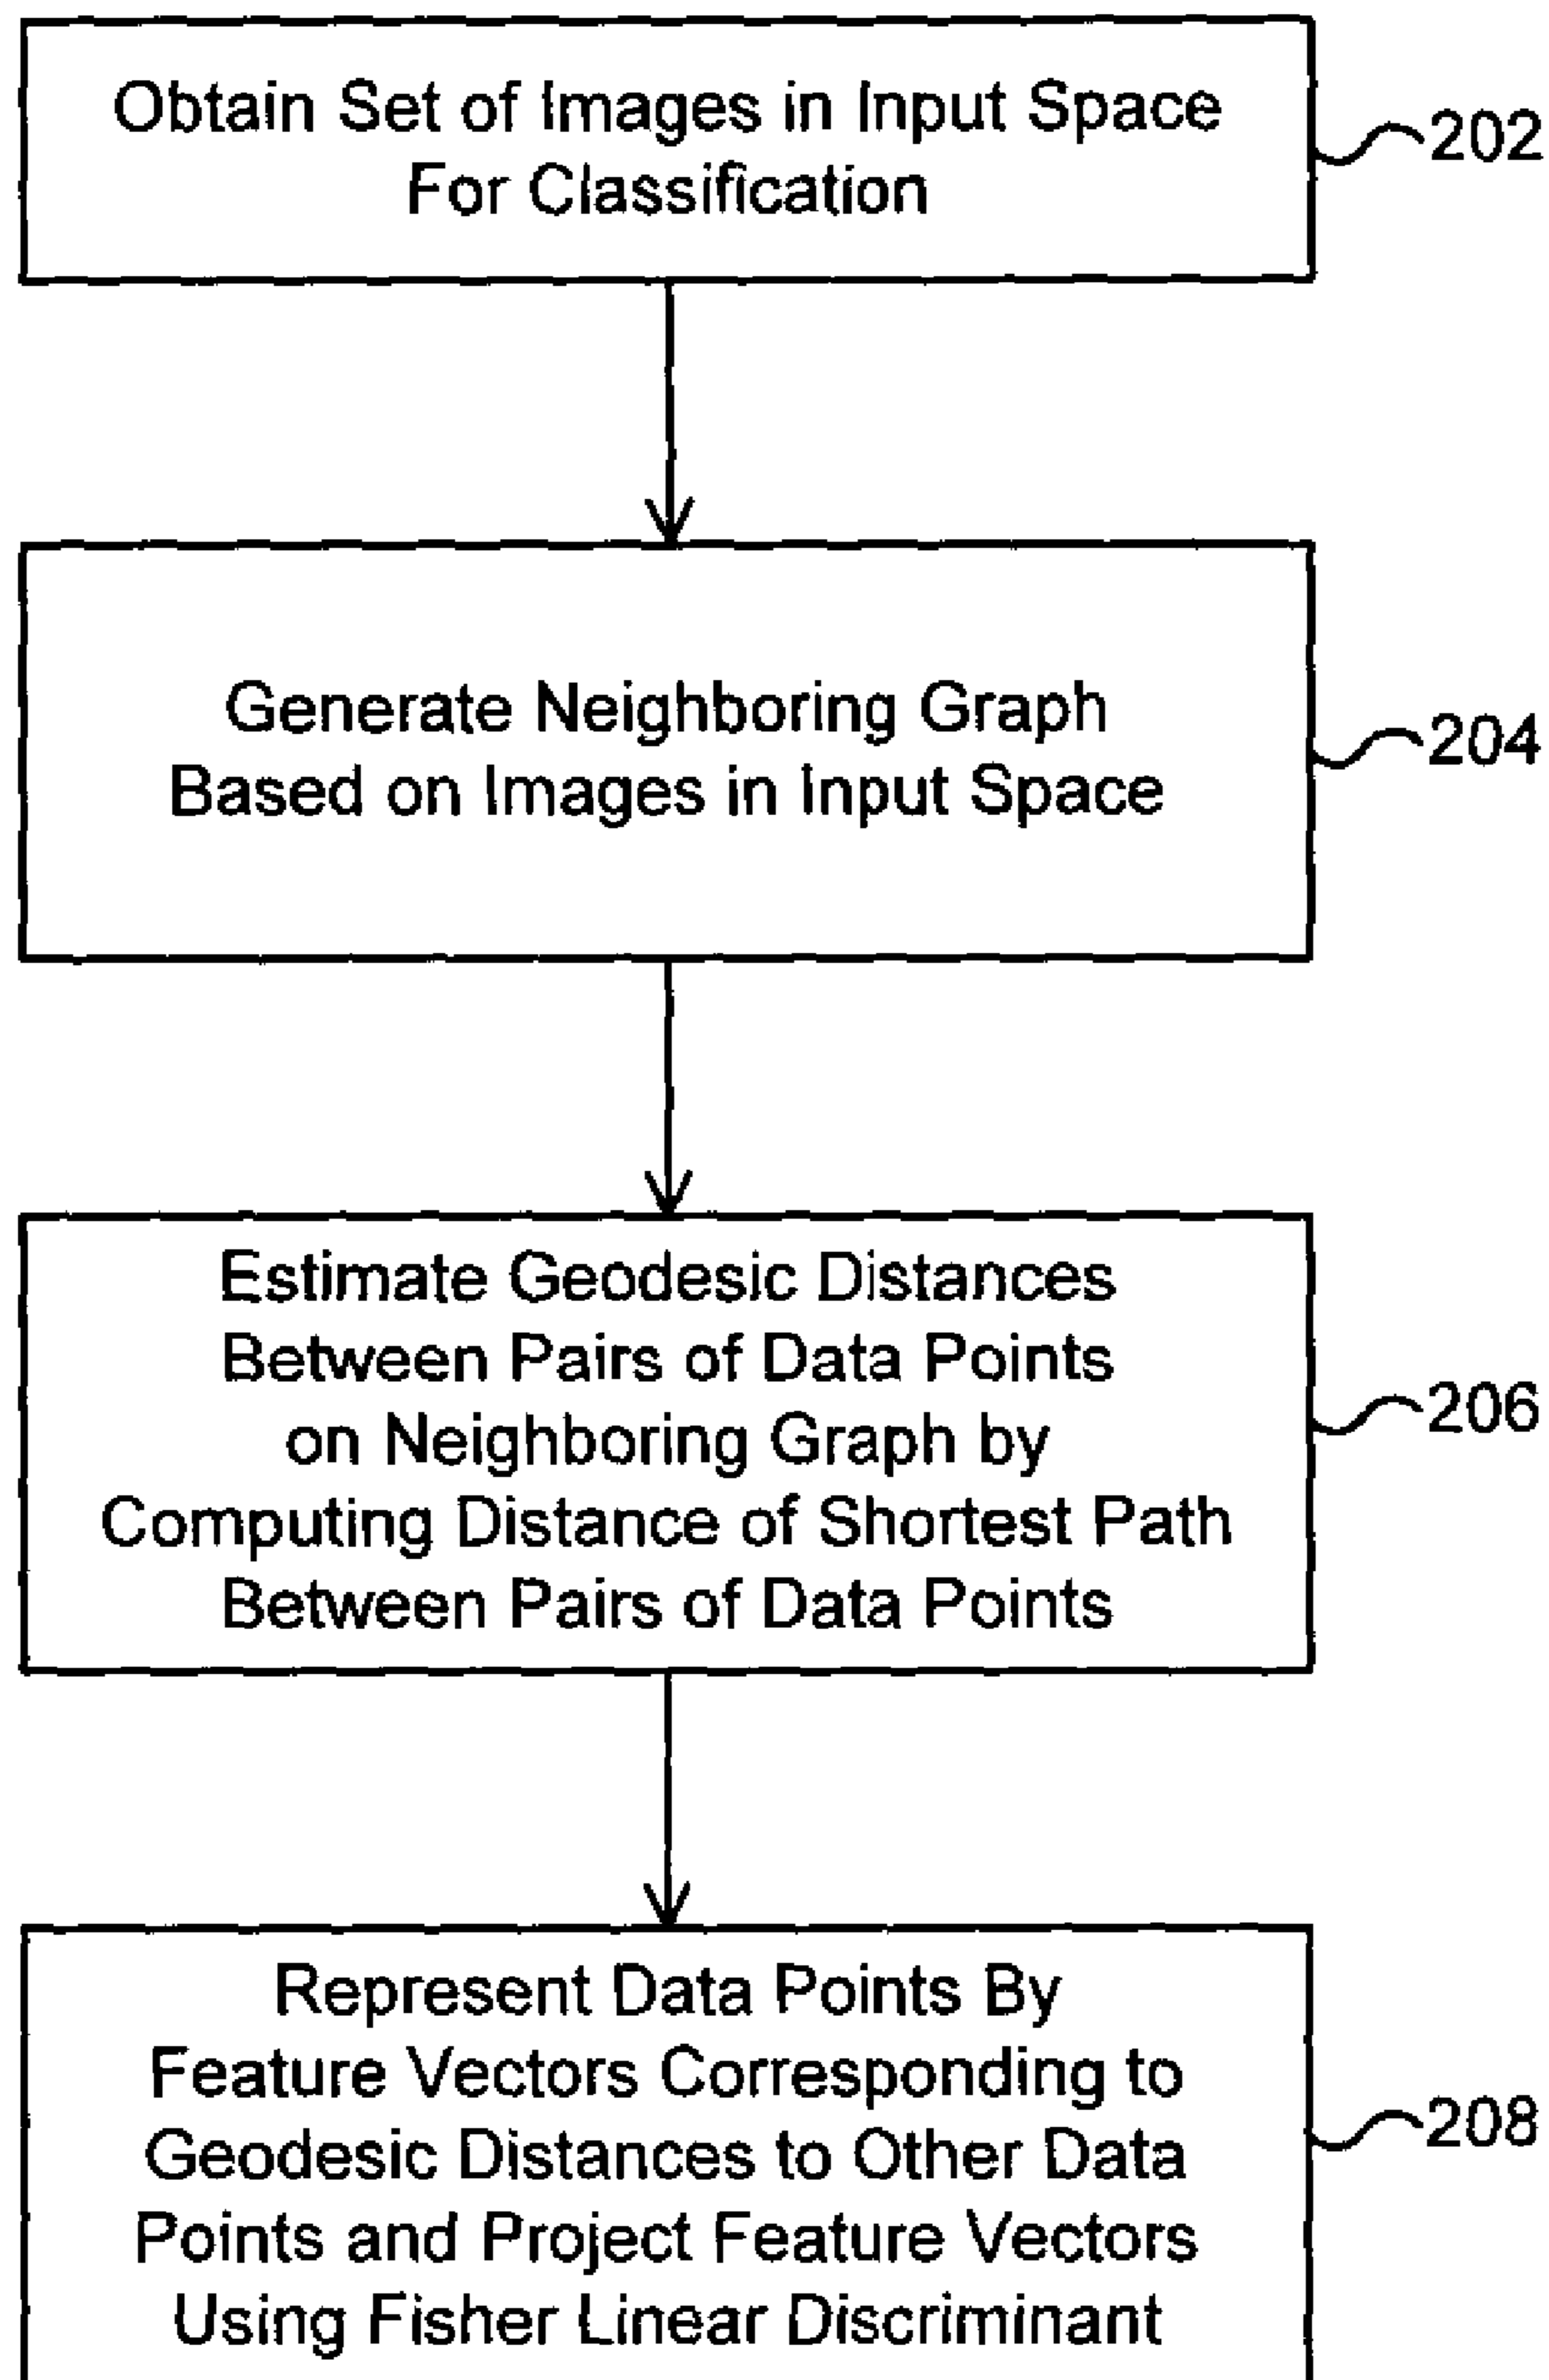 Obtain Set of Images in Input Space
For Classification
202
Generate Neighboring Graph
Based on Images in Input Space
204
Estimate Geodesic Distances
Between Pairs of Data Points
on Neighboring Graph by
Computing Distance of Shortest Path
Between Pairs of Data Points
206
Represent Data Points By
Feature Vectors Corresponding to
Geodesic Distances to Other Data
Points and Project Feature Vectors
Using Fisher Linear Discriminant
208